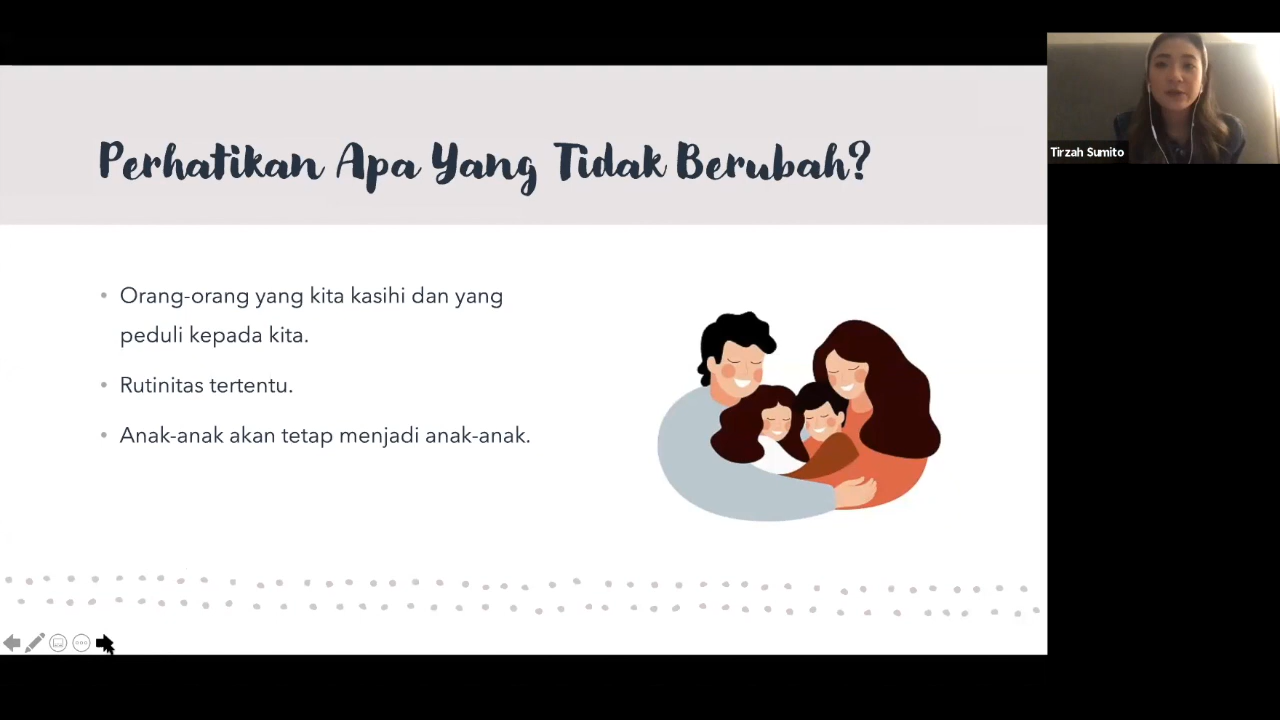 Perhatikan Apa Yang Tidak Berubah?
Tirzah Sumito
• Orang-orang yang kita kasihi dan yang
peduli kepada kita.
• Rutinitas tertentu.
• Anak-anak akan tetap menjadi anak-anak.